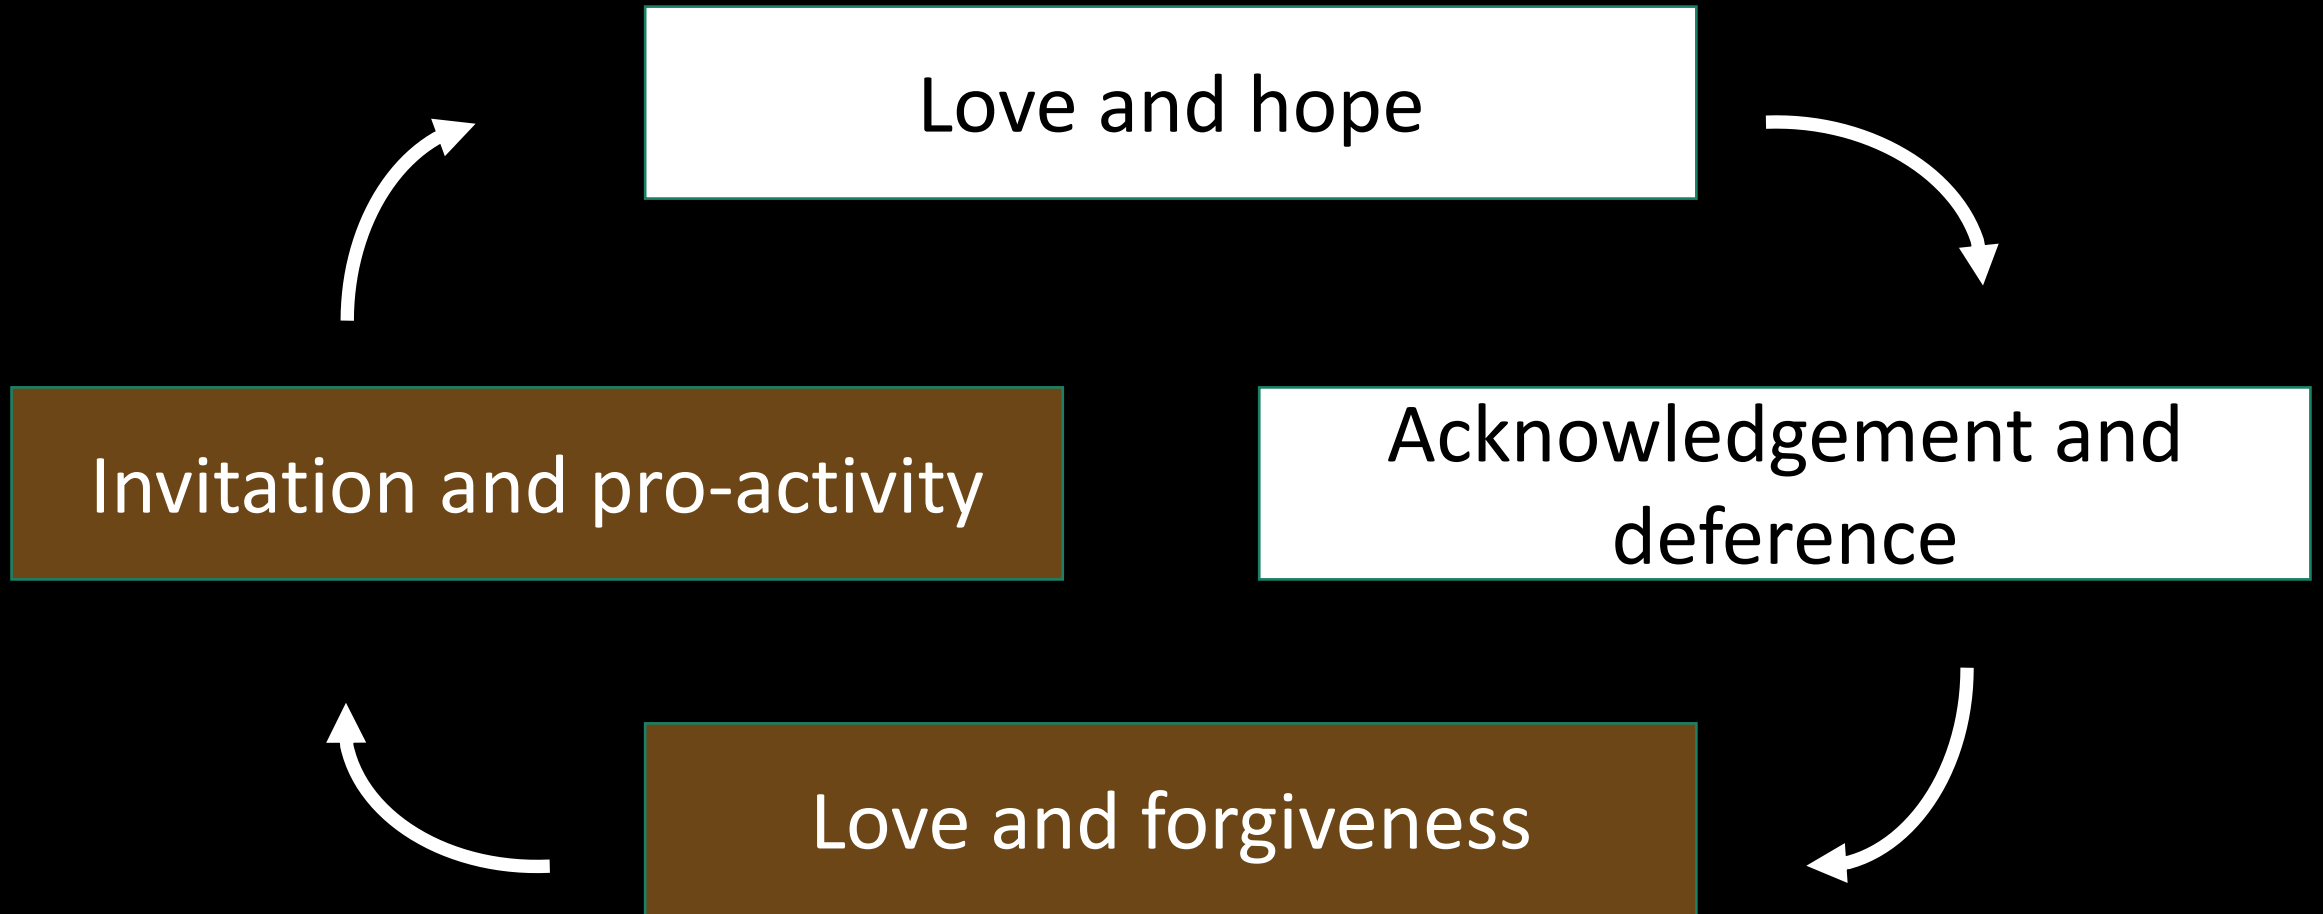 Love and hope
Invitation and pro-activity
Acknowledgement and
deference
Love and forgiveness